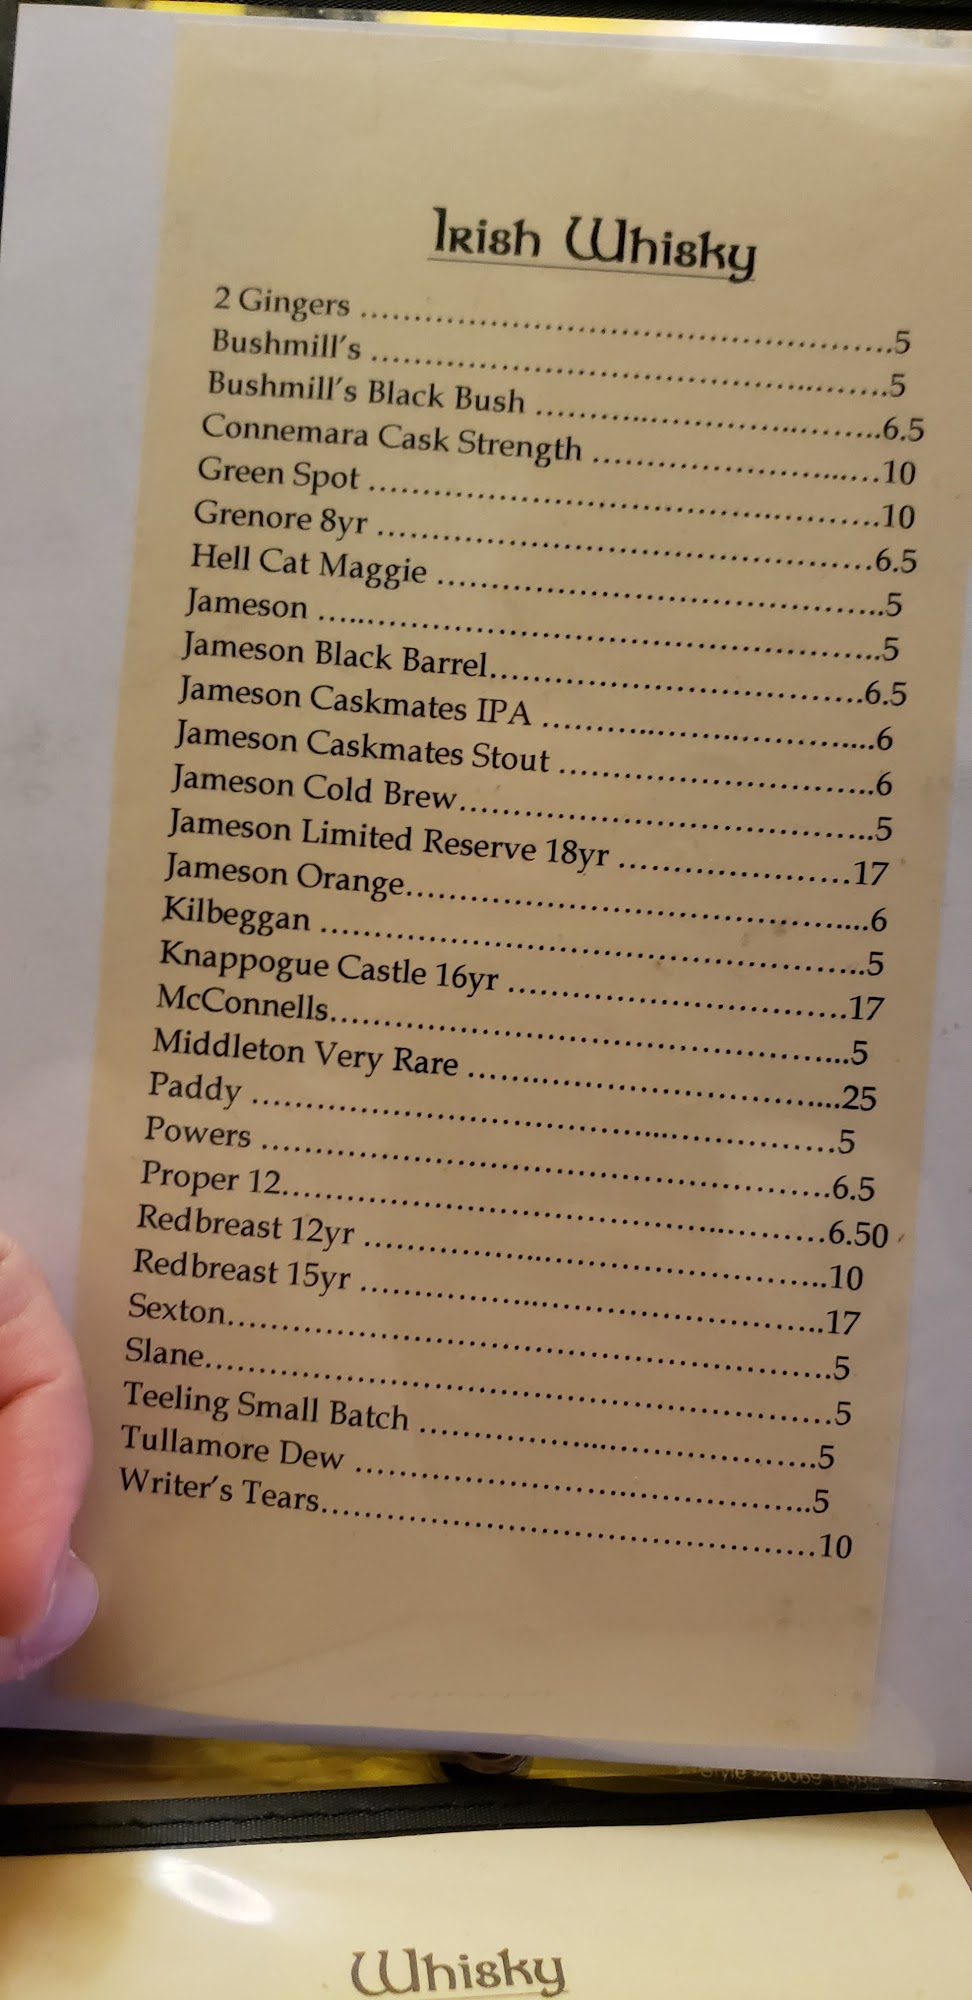 Irish Whisky
2 Gingers ..........................................................5
Bushmill's ........................................................5
Bushmill's Black Bush ......................................6.5
Connemara Cask Strength ................................10
Green Spot .........................................................10
Grenore 8yr .......................................................6.5
Hell Cat Maggie .................................................5
Jameson ..............................................................5
Jameson Black Barrel.........................................6.5
Jameson Caskmates IPA ....................................6
Jameson Caskmates Stout ..................................6
Jameson Cold Brew.............................................5
Jameson Limited Reserve 18yr ..........................17
Jameson Orange...................................................6
Kilbeggan ............................................................5
Knappogue Castle 16yr ......................................17
McConnells..........................................................5
Middleton Very Rare ..........................................25
Paddy ..................................................................5
Powers .................................................................6.5
Proper 12..............................................................6.50
Redbreast 12yr ....................................................10
Redbreast 15yr ....................................................17
Sexton...................................................................5
Slane.....................................................................5
Teeling Small Batch .............................................5
Tullamore Dew ....................................................5
Writer's Tears.......................................................10
Whisky